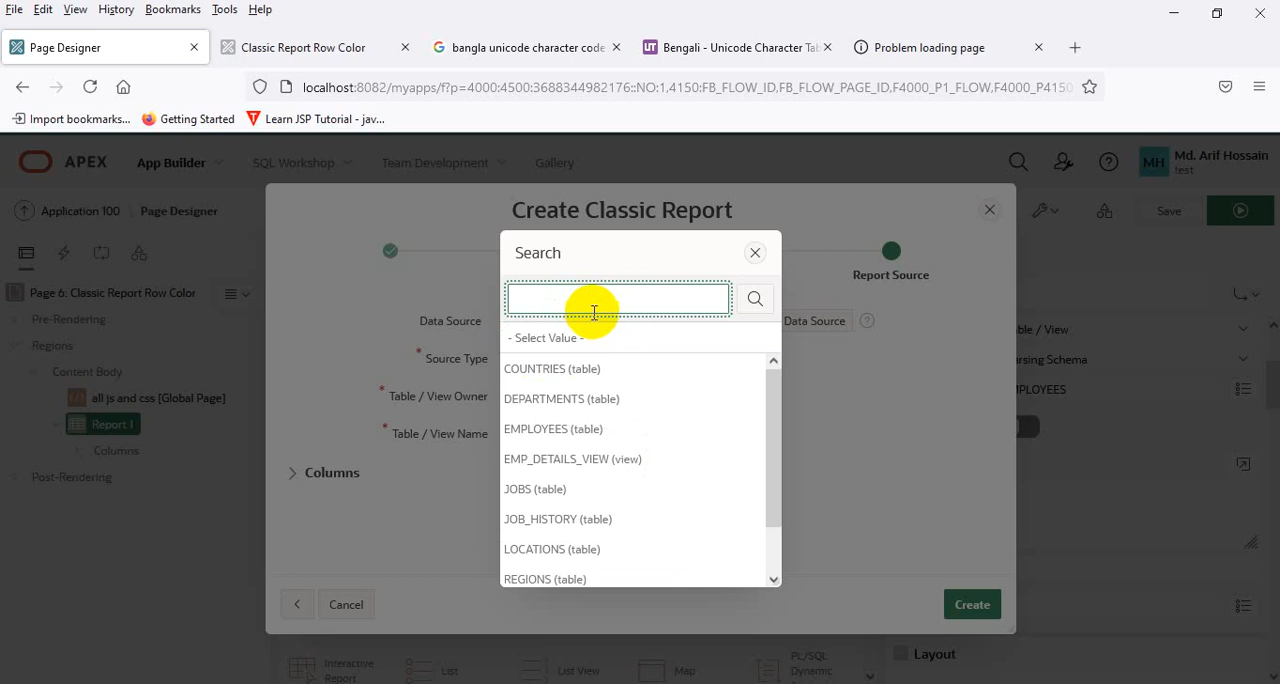 File Edit View History Bookmarks Tools Help
Page Designer
Classic Report Row Color
bangla unicode character code
Bengali - Unicode Character Tab
Problem loading page
localhost:8082/myapps/f?p=4000:4500:3688344982176::NO:1,4150:FB_FLOW_ID,FB_FLOW_PAGE_ID,F4000_P1_FLOW,F4000_P4150
Import bookmarks... Getting Started Learn JSP Tutorial - jav...
APEX App Builder SQL Workshop Team Development Gallery
MH Md. Arif Hossain
test
Application 100 Page Designer Save
Create Classic Report
Report Source
Page 6: Classic Report Row Color
Pre-Rendering
Regions
Content Body
all js and css [Global Page]
Report 1
Columns
Post-Rendering
Data Source
* Source Type
* Table / View Owner
* Table / View Name
Columns
Cancel
Create
Search
- Select Value -
COUNTRIES (table)
DEPARTMENTS (table)
EMPLOYEES (table)
EMP_DETAILS_VIEW (view)
JOBS (table)
JOB_HISTORY (table)
LOCATIONS (table)
REGIONS (table)
Data Source
ble / View
arsing Schema
PLOYEES
Layout
Interactive
Report
List
List View
Map
PL/SQL
Dynamic